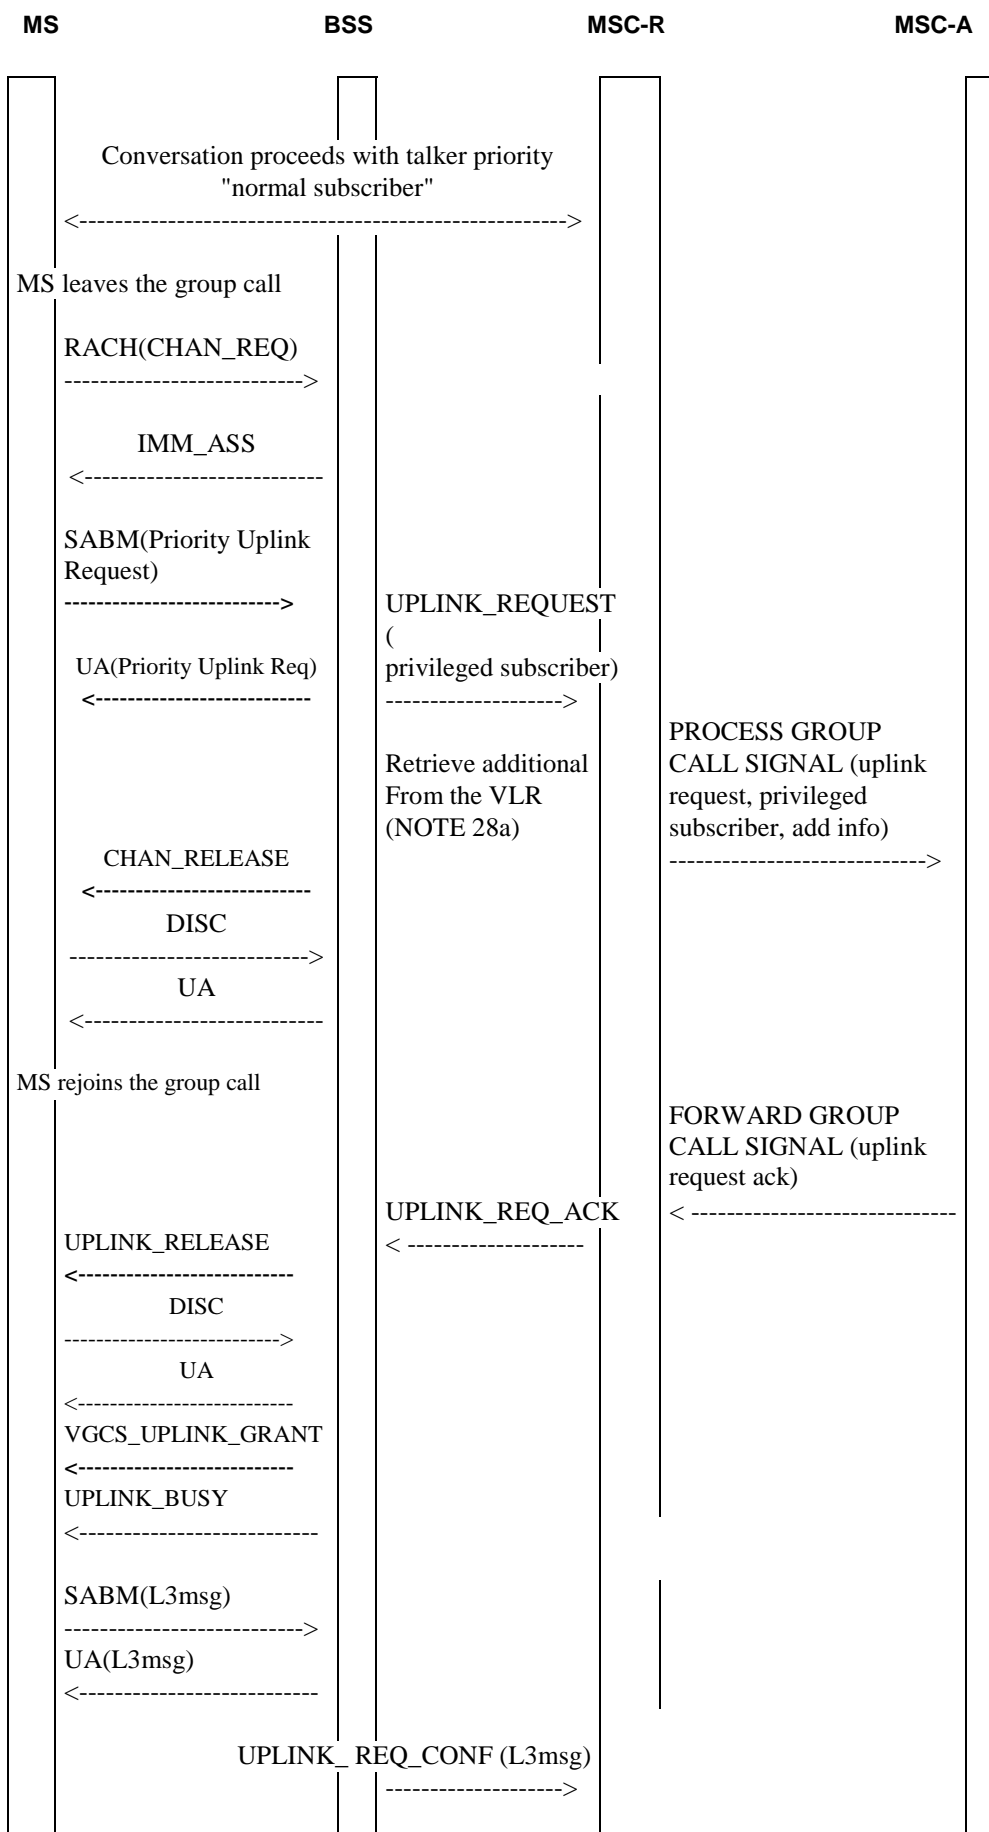 MS BSS MSC-R MSC-A
Conversation proceeds with talker priority
"normal subscriber"
<------------------------------------------------------->
MS leaves the group call
RACH(CHAN_REQ)
--------------------------->
IMM_ASS
<---------------------------
SABM(Priority Uplink
Request)
--------------------------->
UPLINK_REQUEST
(
privileged subscriber)
-------------------->
UA(Priority Uplink Req)
<---------------------------
PROCESS GROUP
CALL SIGNAL (uplink
request, privileged
subscriber, add info)
----------------------------->
Retrieve additional
From the VLR
(NOTE 28a)
CHAN_RELEASE
<---------------------------
DISC
--------------------------->
UA
<---------------------------
MS rejoins the group call
FORWARD GROUP
CALL SIGNAL (uplink
request ack)
< ------------------------------
UPLINK_REQ_ACK
< --------------------
UPLINK_RELEASE
<---------------------------
DISC
--------------------------->
UA
<---------------------------
VGCS_UPLINK_GRANT
<---------------------------
UPLINK_BUSY
<---------------------------
SABM(L3msg)
--------------------------->
UA(L3msg)
<---------------------------
UPLINK_ REQ_CONF (L3msg)
-------------------->